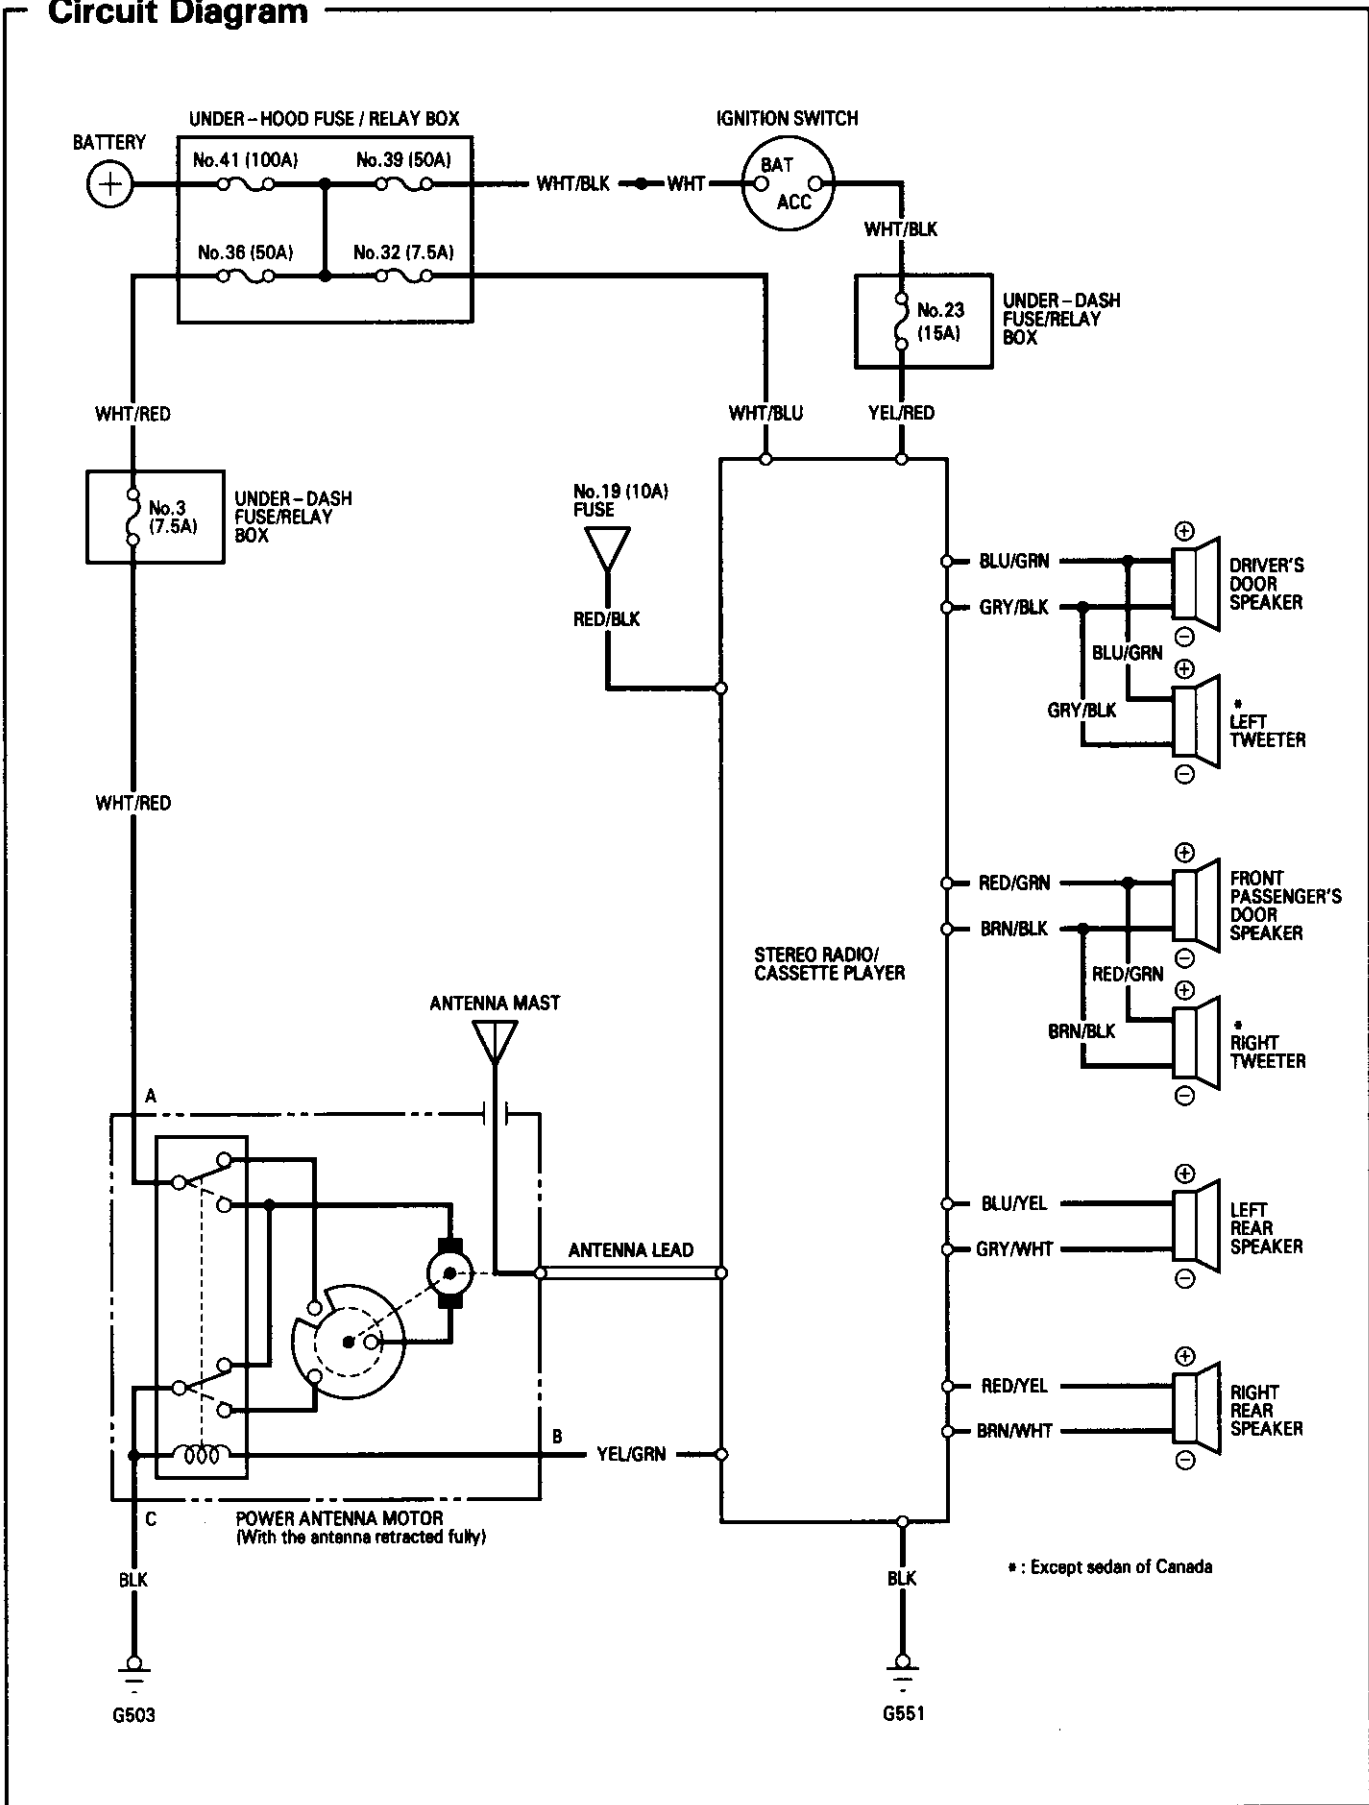 Circuit Diagram
UNDER-HOOD FUSE / RELAY BOX
IGNITION SWITCH
BATTERY
No.41 (100A)
No.39 (50A)
BAT
WHT/BLK
WHT
ACC
WHT/BLK
No.36 (50A)
No.32 (7.5A)
No.23
(15A)
UNDER-DASH
FUSE/RELAY
BOX
WHT/RED
WHT/BLU
YEL/RED
No.3
(7.5A)
UNDER-DASH
FUSE/RELAY
BOX
No.19 (10A)
FUSE
RED/BLK
BLU/GRN
GRY/BLK
DRIVER'S
DOOR
SPEAKER
BLU/GRN
GRY/BLK
*
LEFT
TWEETER
WHT/RED
RED/GRN
BRN/BLK
FRONT
PASSENGER'S
DOOR
SPEAKER
STEREO RADIO/
CASSETTE PLAYER
RED/GRN
BRN/BLK
*
RIGHT
TWEETER
ANTENNA MAST
A
BLU/YEL
GRY/WHT
LEFT
REAR
SPEAKER
ANTENNA LEAD
RED/YEL
BRN/WHT
RIGHT
REAR
SPEAKER
B
YEL/GRN
C
POWER ANTENNA MOTOR
(With the antenna retracted fully)
BLK
BLK
* : Except sedan of Canada
G503
G551